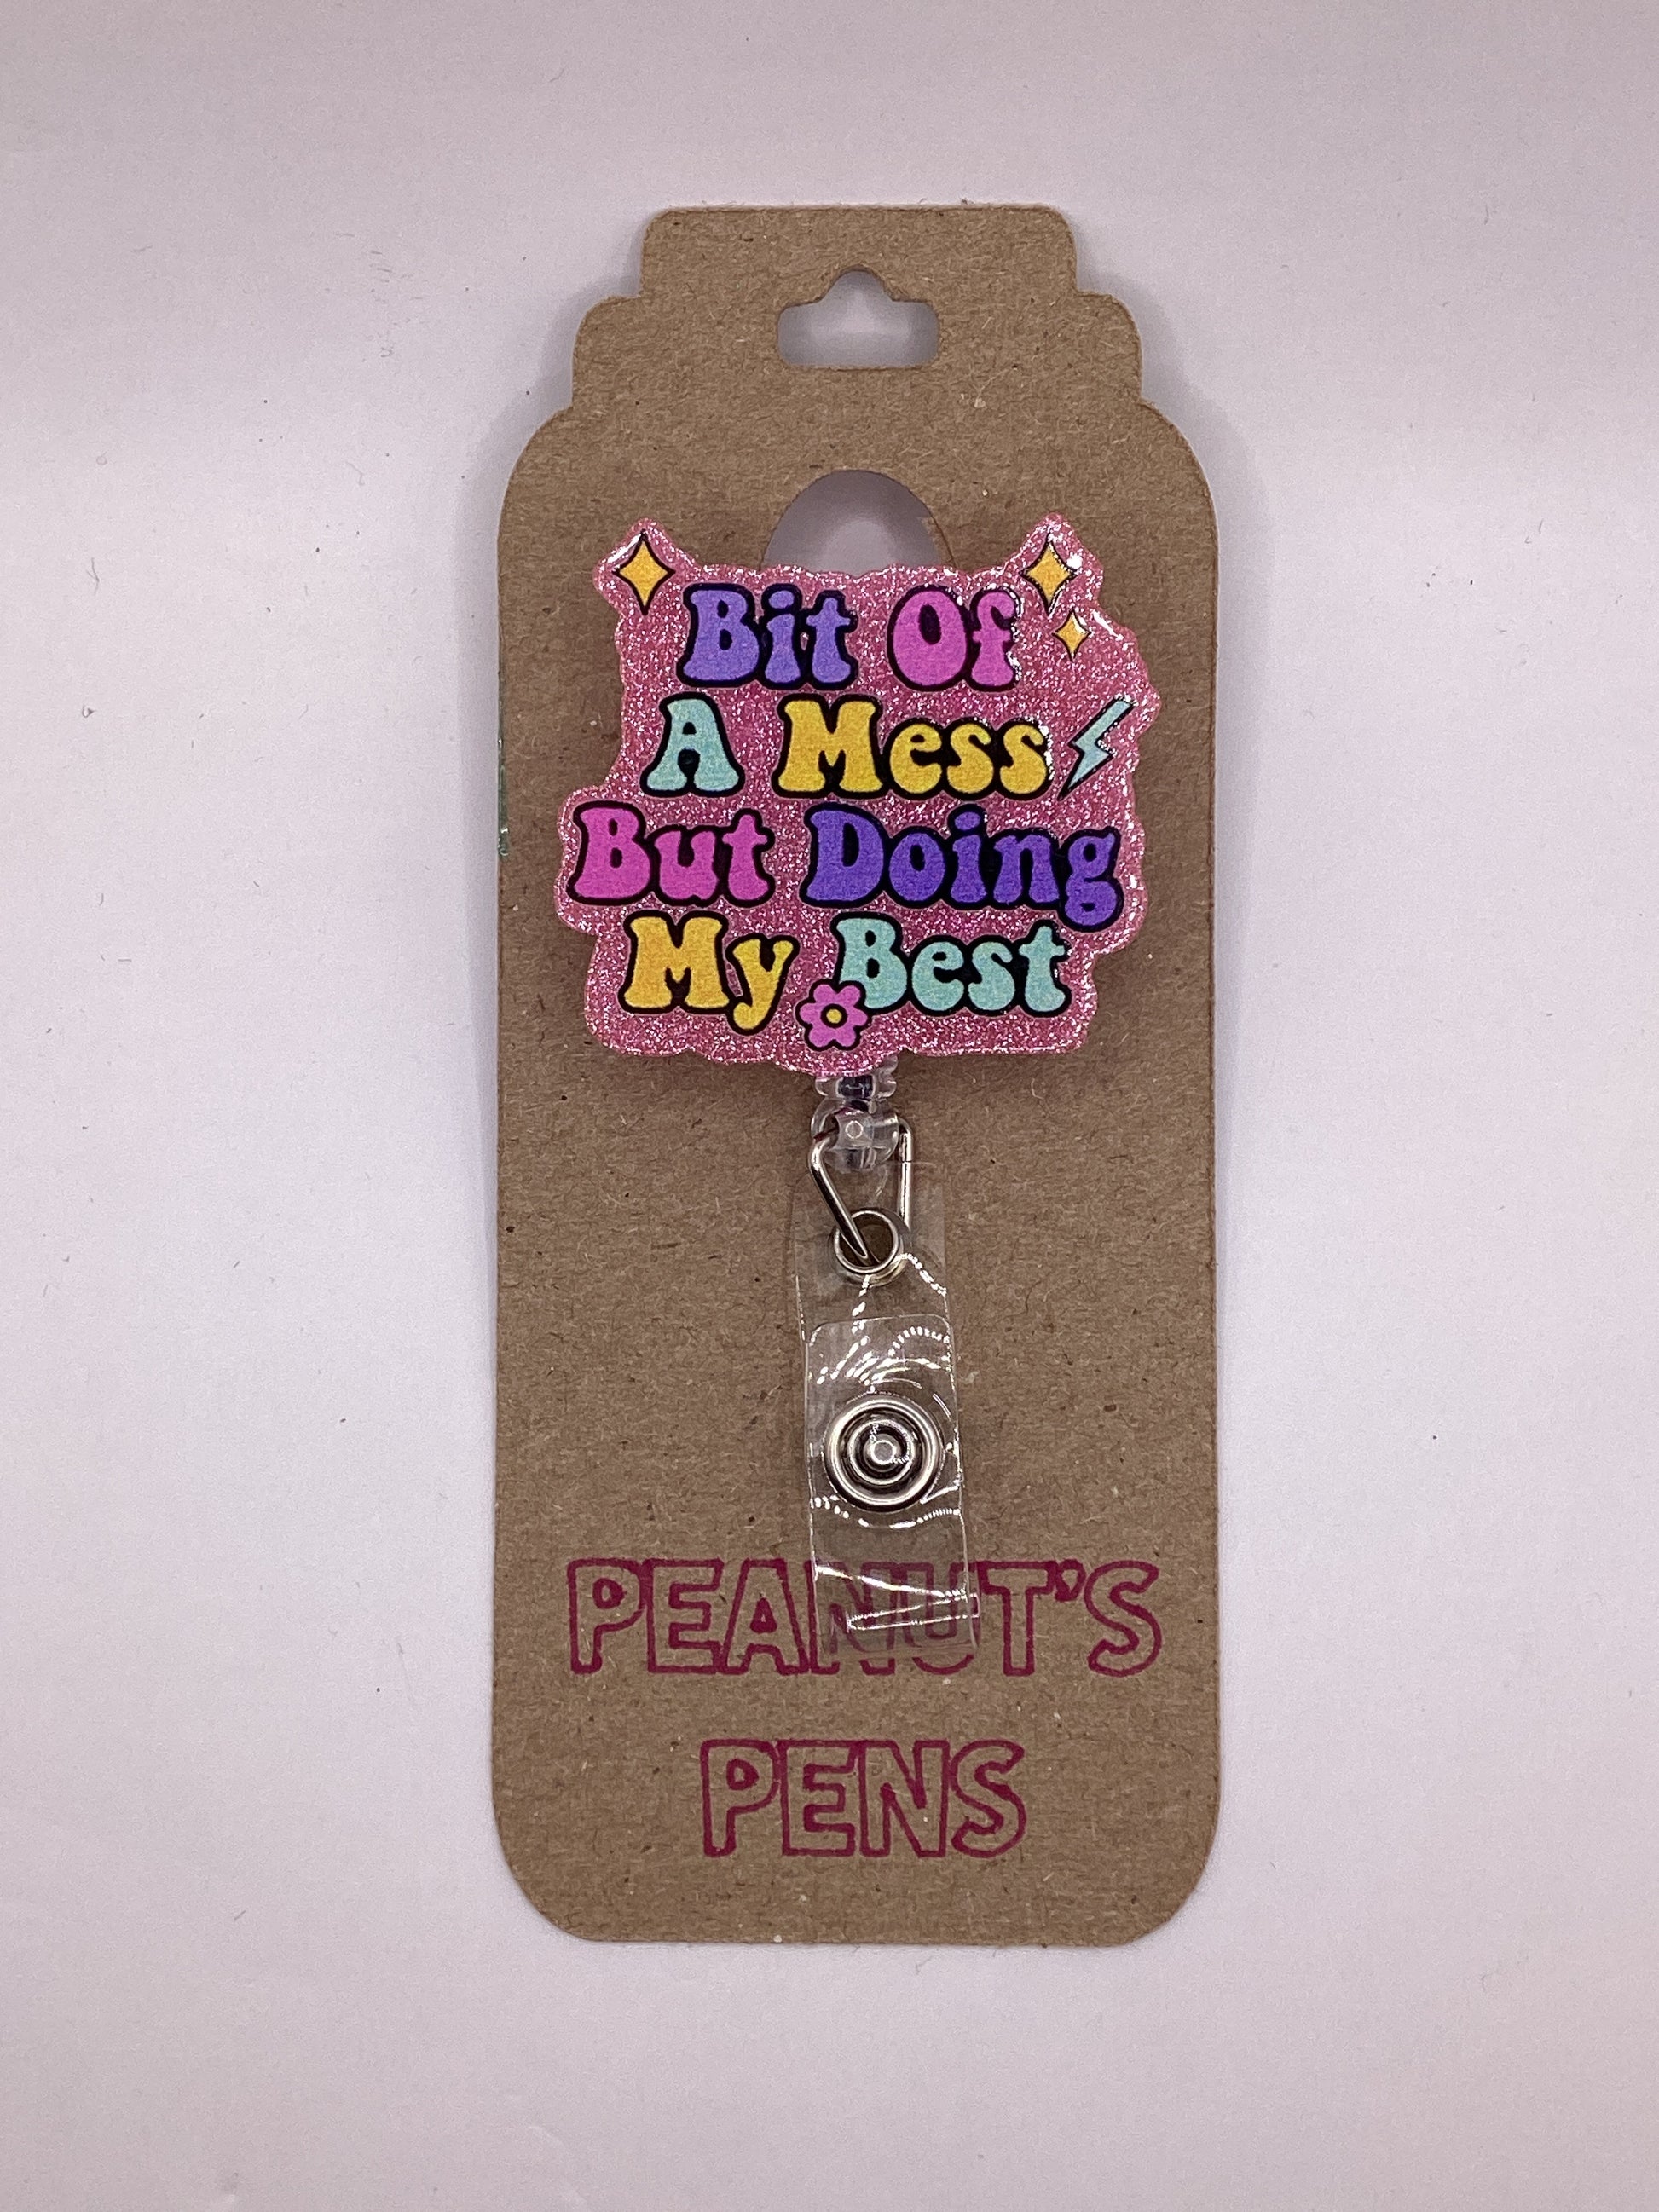 Bit Of
A Mess
But Doing
My Best
PEANUT'S
PENS